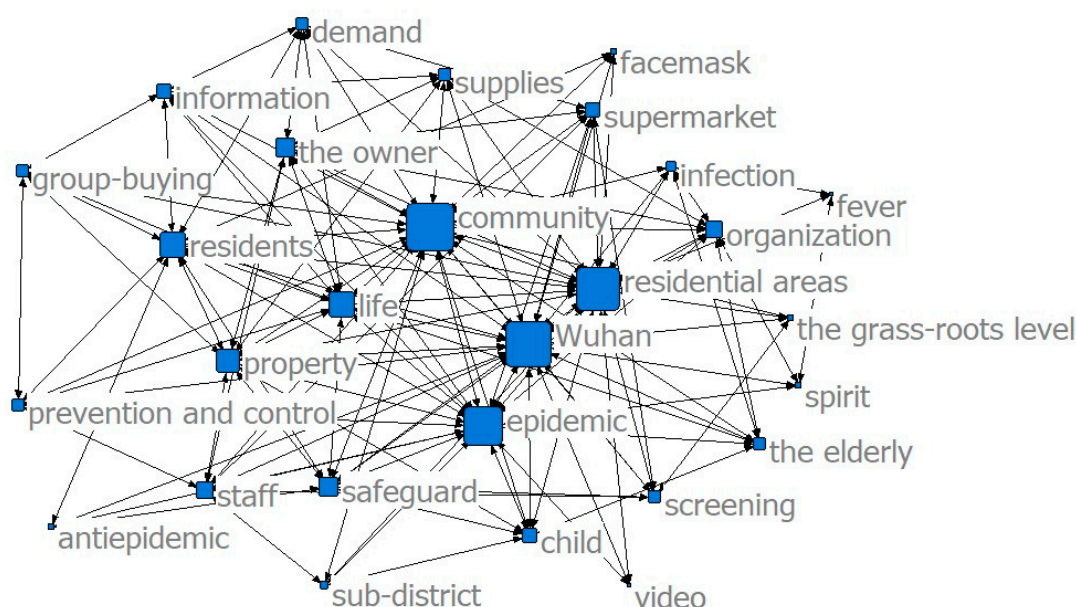 demand
facemask
supplies
information
supermarket
the owner
group-buying
infection
fever
community
organization
residents
residential areas
life
the grass-roots level
Wuhan
property
spirit
prevention and control
epidemic
the elderly
staff
safeguard
screening
antiepidemic
child
sub-district
video